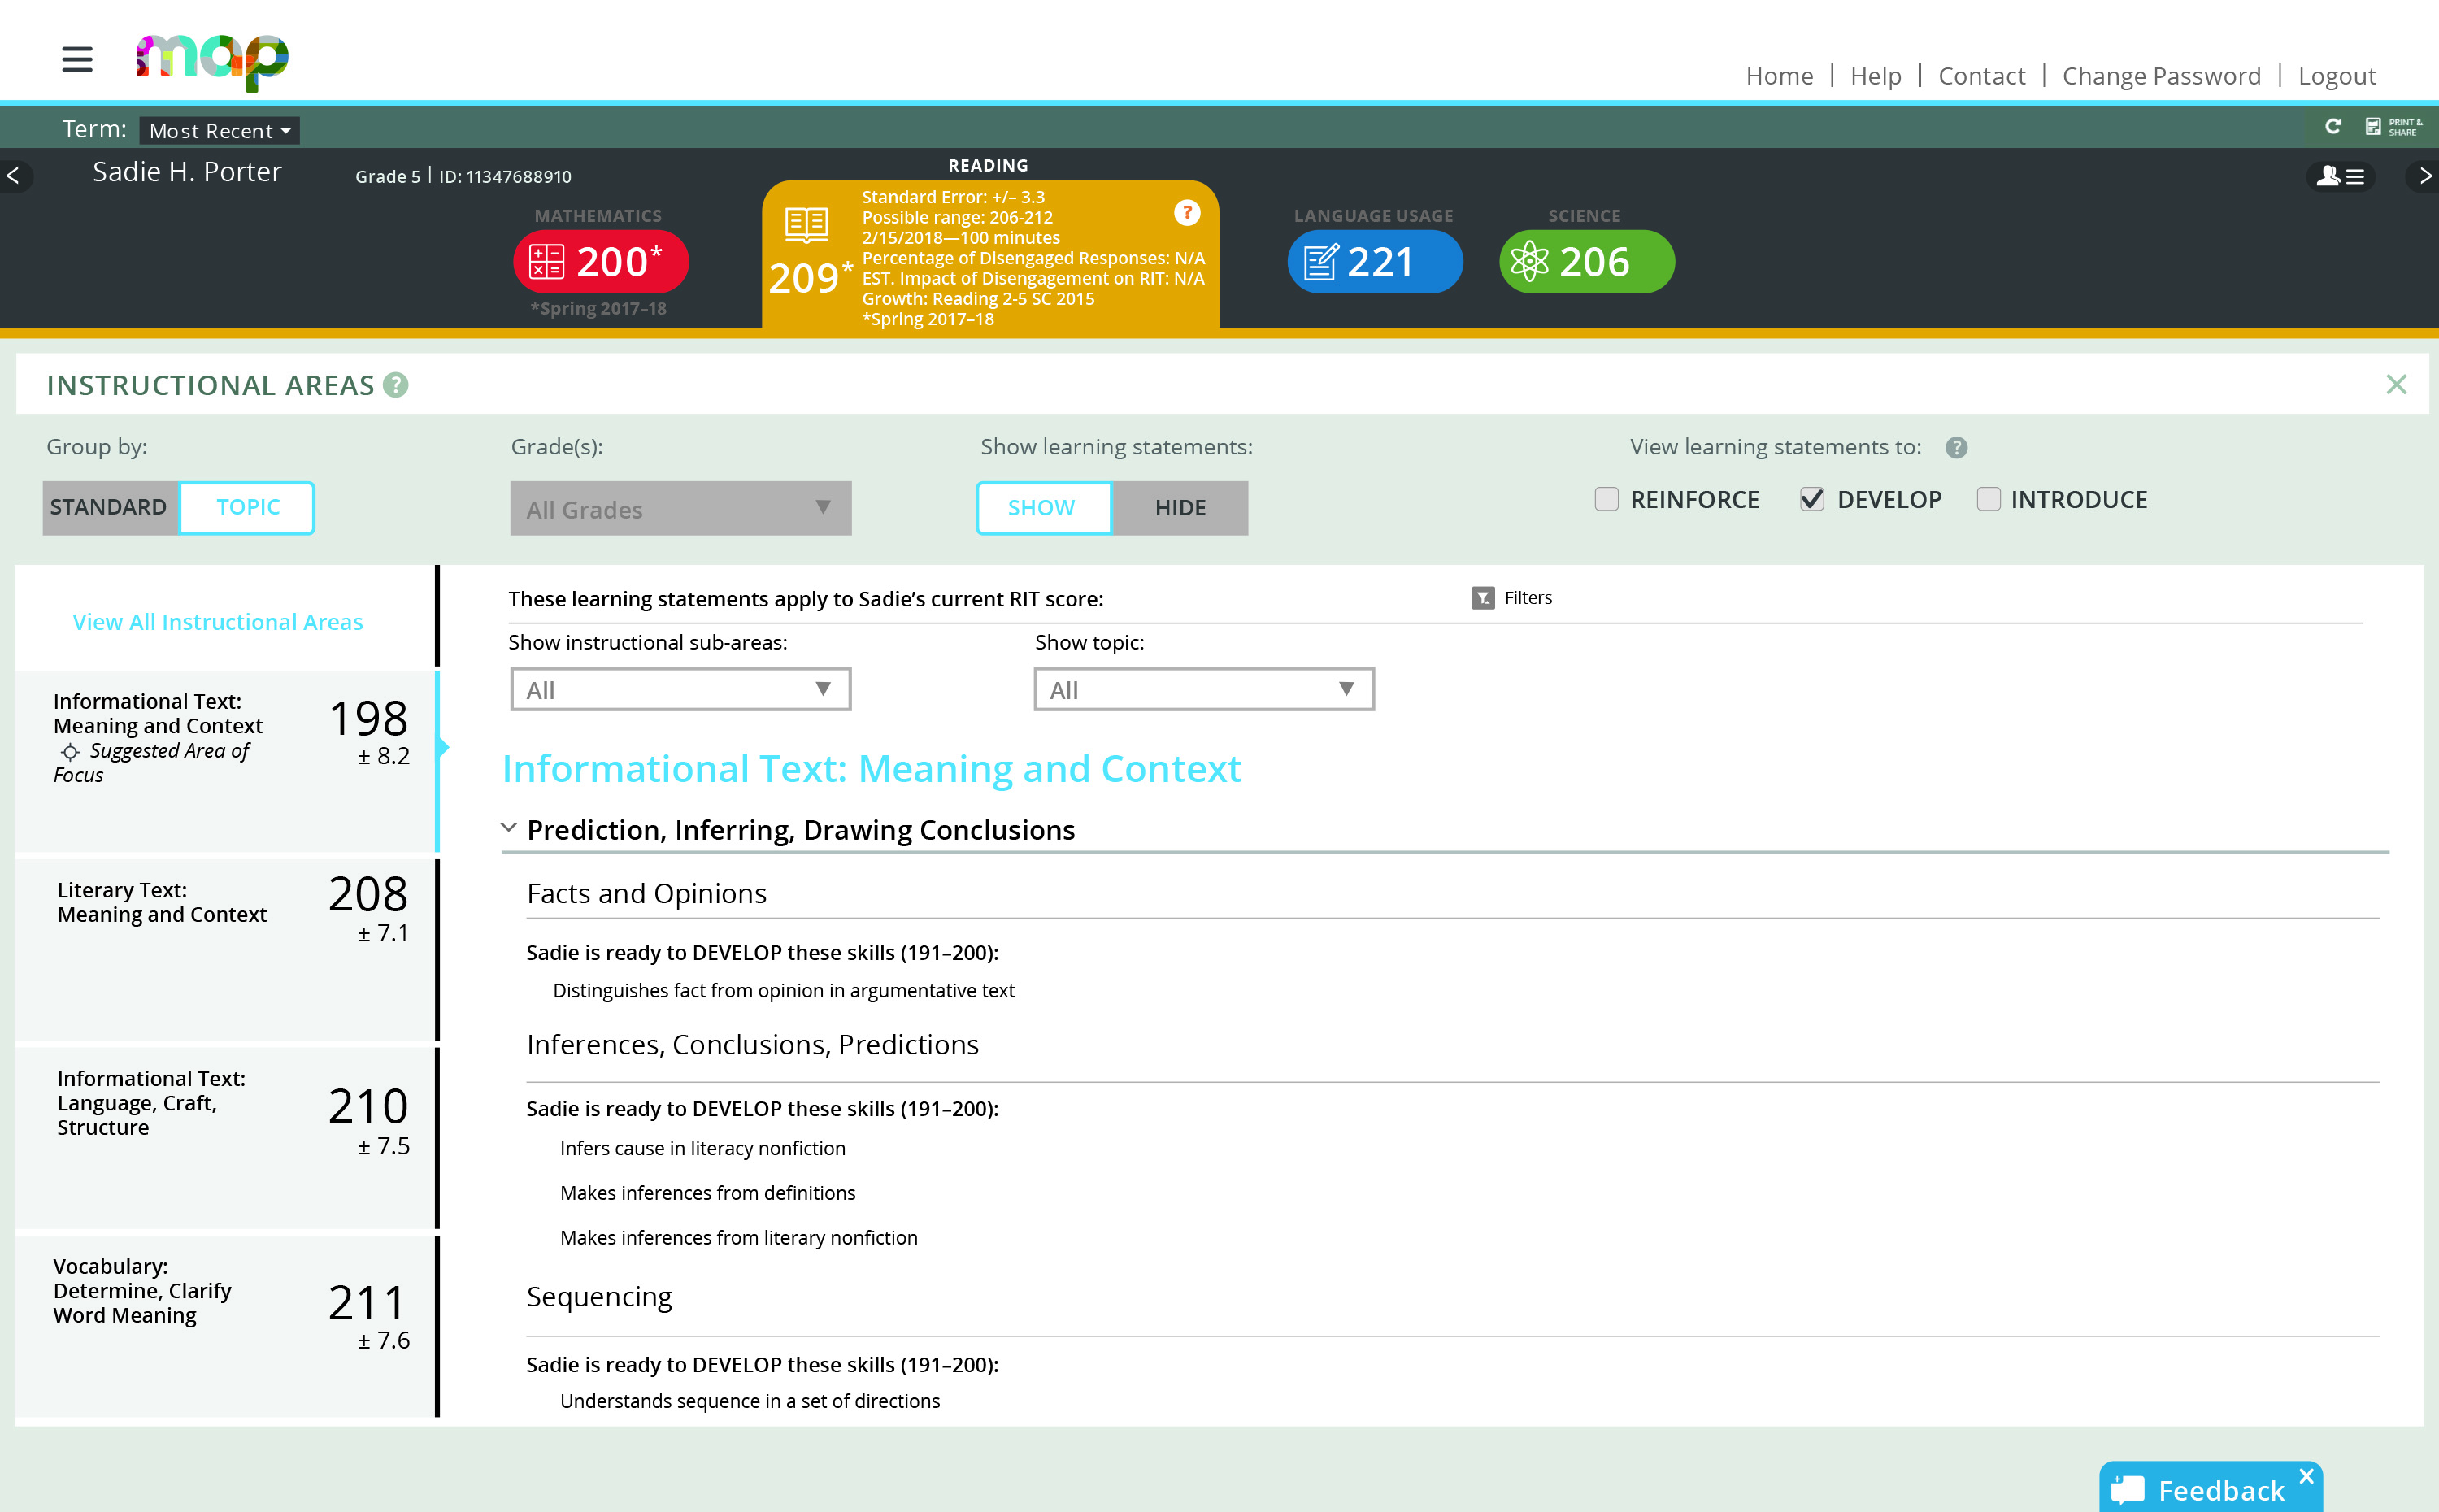 map
Home | Help | Contact | Change Password | Logout
Term: Most Recent
PRINT & SHARE
Sadie H. Porter
Grade 5 | ID: 11347688910
MATHEMATICS
200*
*Spring 2017–18
READING
209*
Standard Error: +/– 3.3
Possible range: 206-212
2/15/2018—100 minutes
Percentage of Disengaged Responses: N/A
EST. Impact of Disengagement on RIT: N/A
Growth: Reading 2-5 SC 2015
*Spring 2017–18
?
LANGUAGE USAGE
221
SCIENCE
206
INSTRUCTIONAL AREAS ?
Group by:
STANDARD TOPIC
Grade(s):
All Grades
Show learning statements:
SHOW HIDE
View learning statements to: ?
REINFORCE DEVELOP INTRODUCE
View All Instructional Areas
Informational Text:
Meaning and Context
Suggested Area of
Focus
198
± 8.2
Literary Text:
Meaning and Context
208
± 7.1
Informational Text:
Language, Craft,
Structure
210
± 7.5
Vocabulary:
Determine, Clarify
Word Meaning
211
± 7.6
These learning statements apply to Sadie’s current RIT score:
Filters
Show instructional sub-areas:
All
Show topic:
All
Informational Text: Meaning and Context
Prediction, Inferring, Drawing Conclusions
Facts and Opinions
Sadie is ready to DEVELOP these skills (191–200):
Distinguishes fact from opinion in argumentative text
Inferences, Conclusions, Predictions
Sadie is ready to DEVELOP these skills (191–200):
Infers cause in literacy nonfiction
Makes inferences from definitions
Makes inferences from literary nonfiction
Sequencing
Sadie is ready to DEVELOP these skills (191–200):
Understands sequence in a set of directions
Feedback